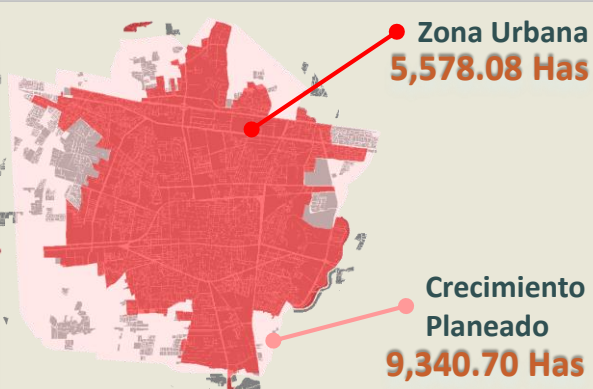 Zona Urbana
5,578.08 Has
Crecimiento
Planeado
9,340.70 Has